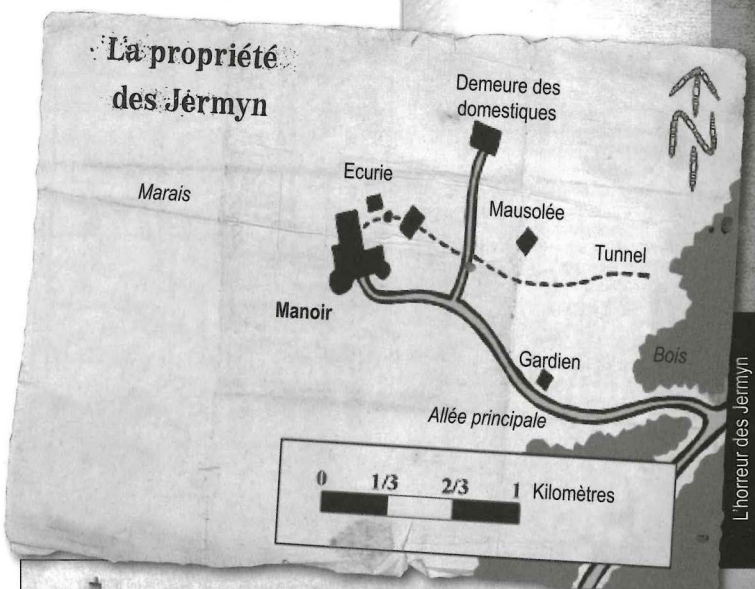 La propriété
des Jermyn
N
Demeure des
domestiques
Ecurie
Marais
Mausolée
Tunnel
Manoir
Gardien
Bois
Allée principale
0 1/3 2/3 1 Kilomètres
L'horreur des Jermyn